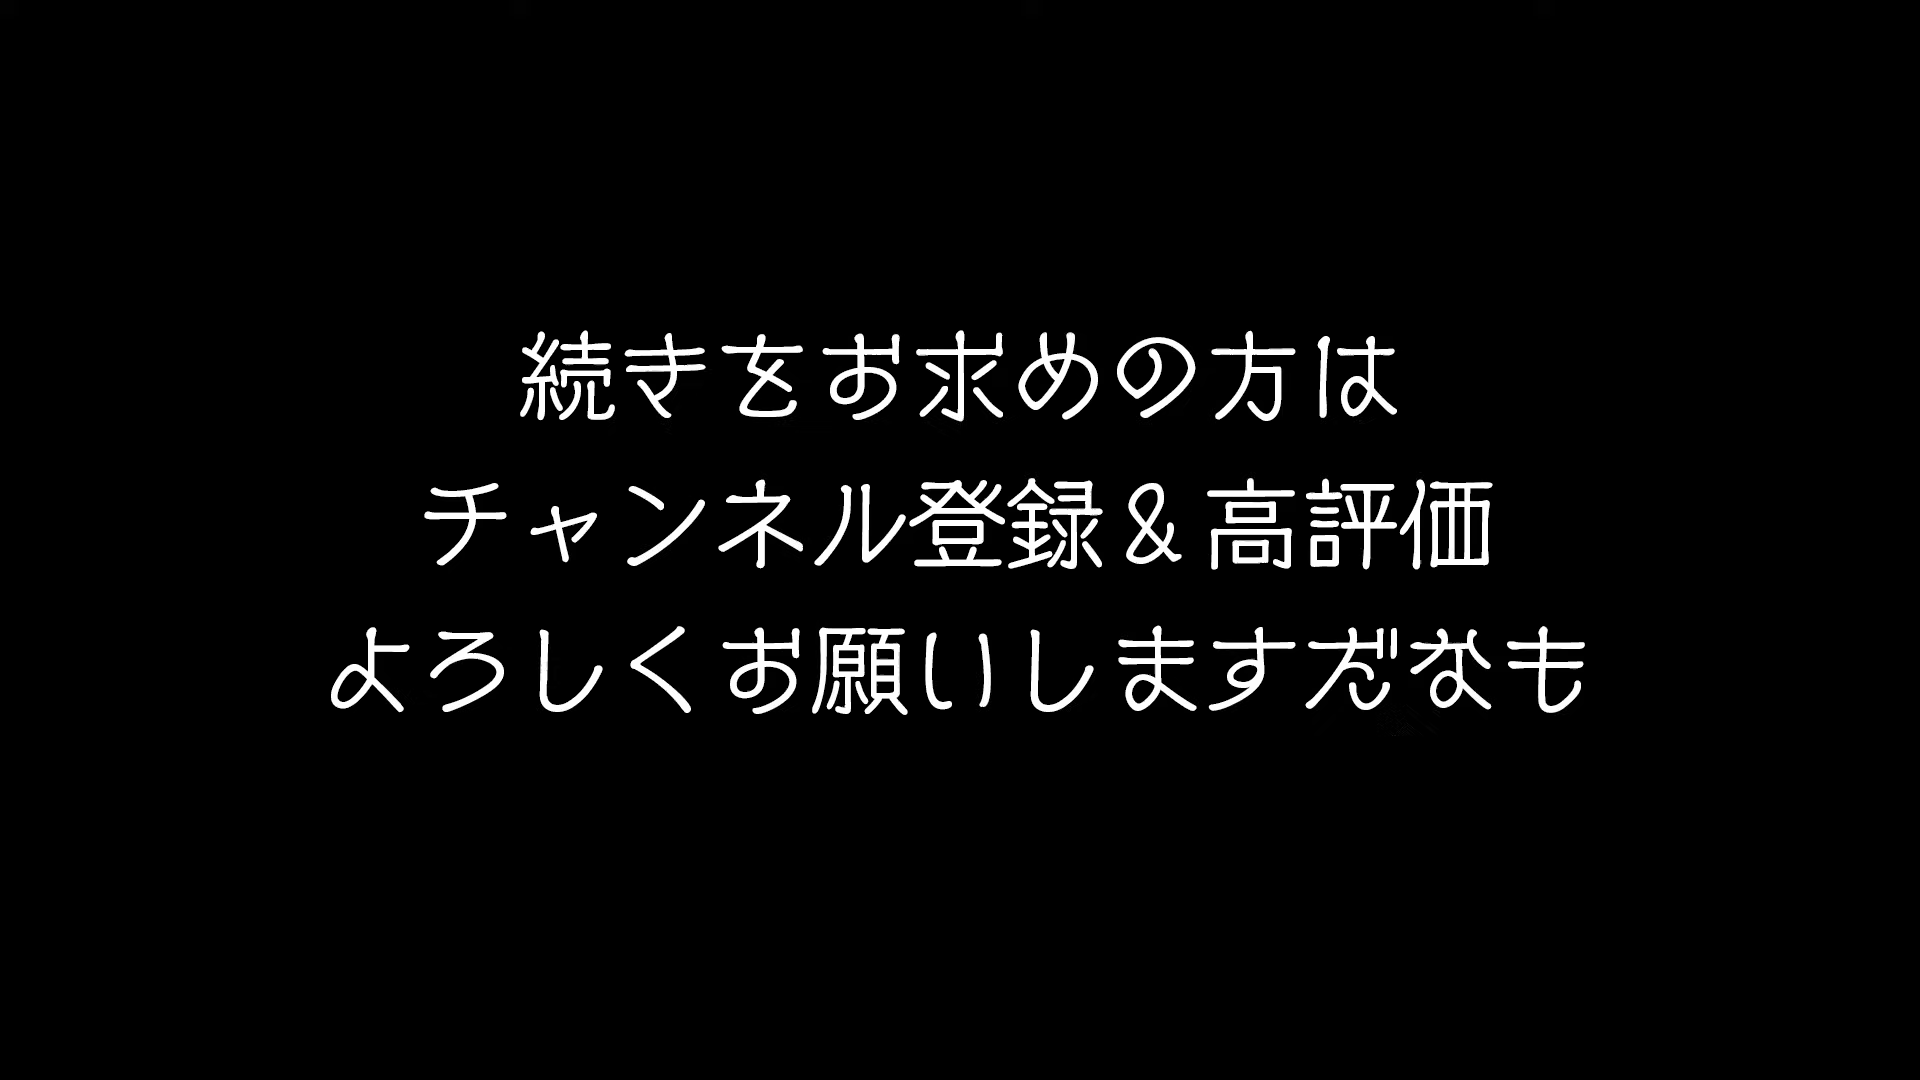 続きをお求めの方は
チャンネル登録＆高評価
よろしくお願いしますだなも